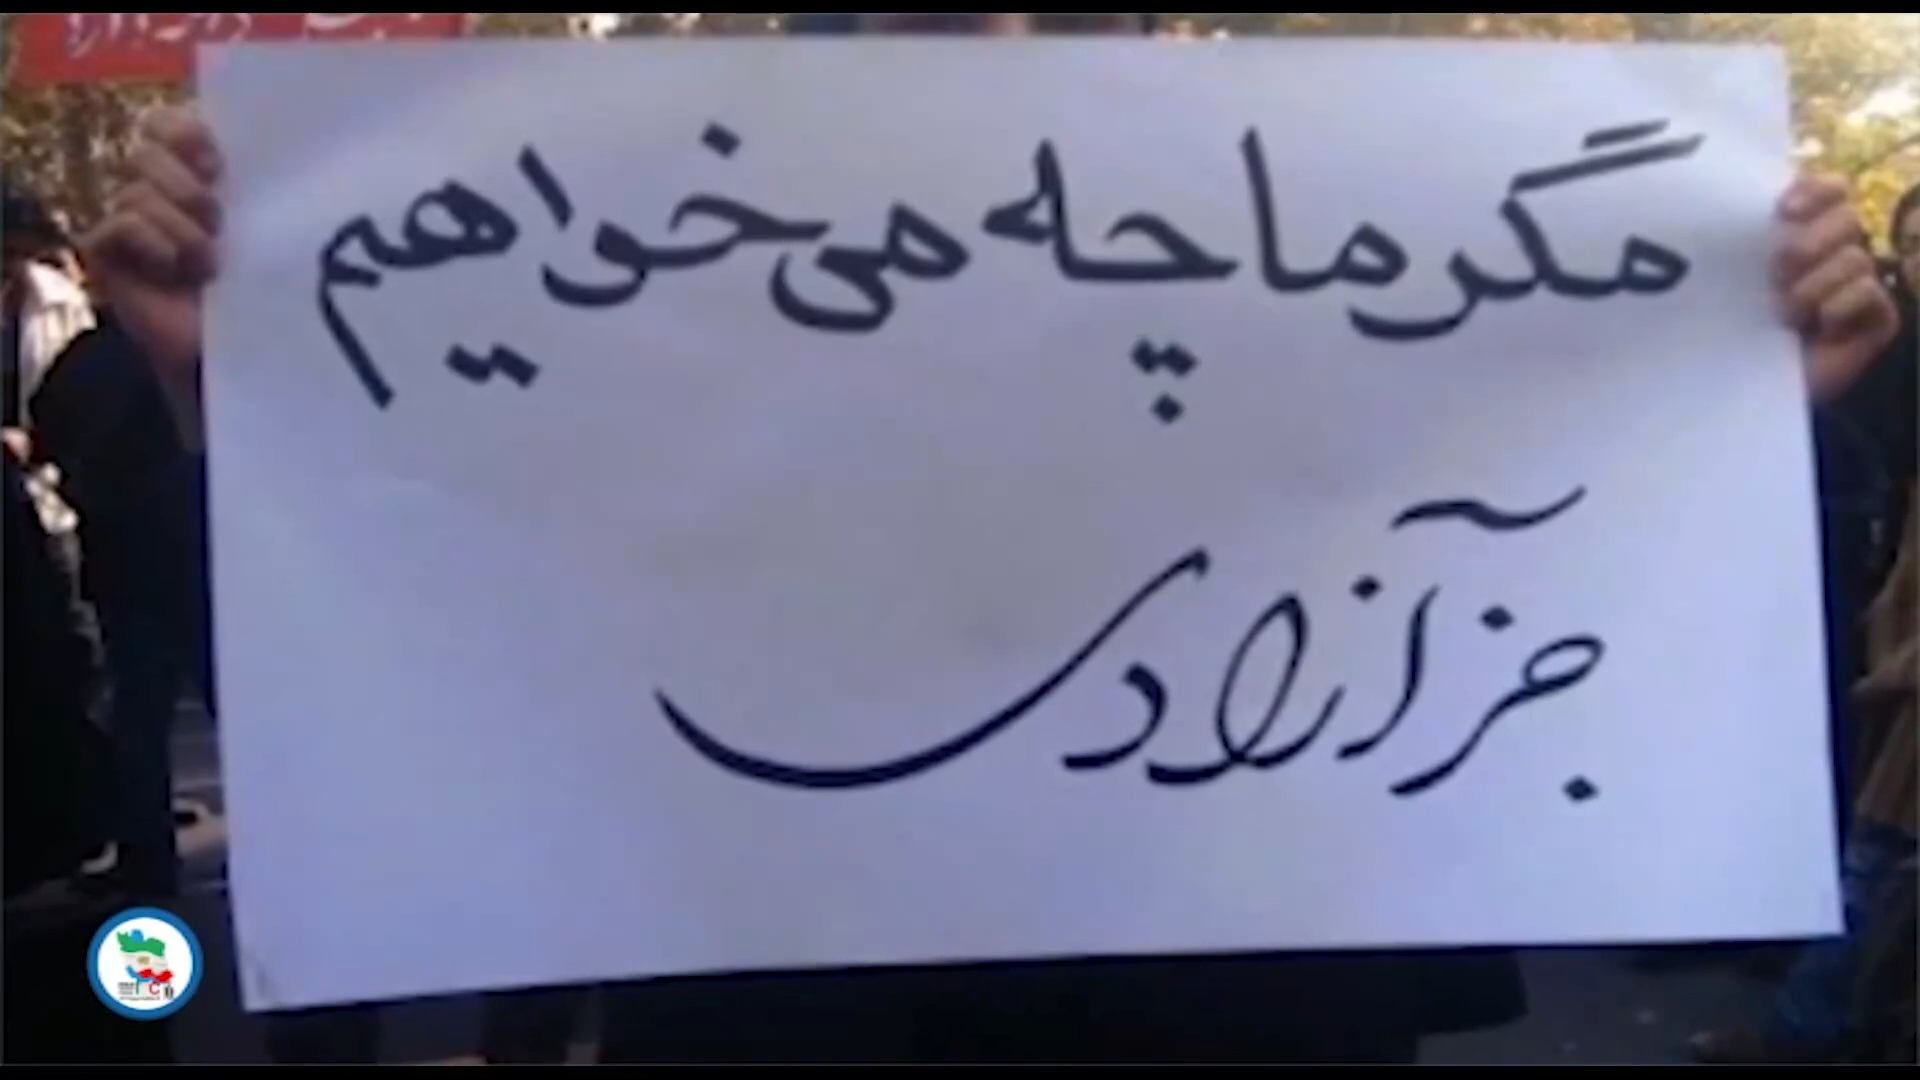 مگر ما چه می‌خواهیم
جز آزادی